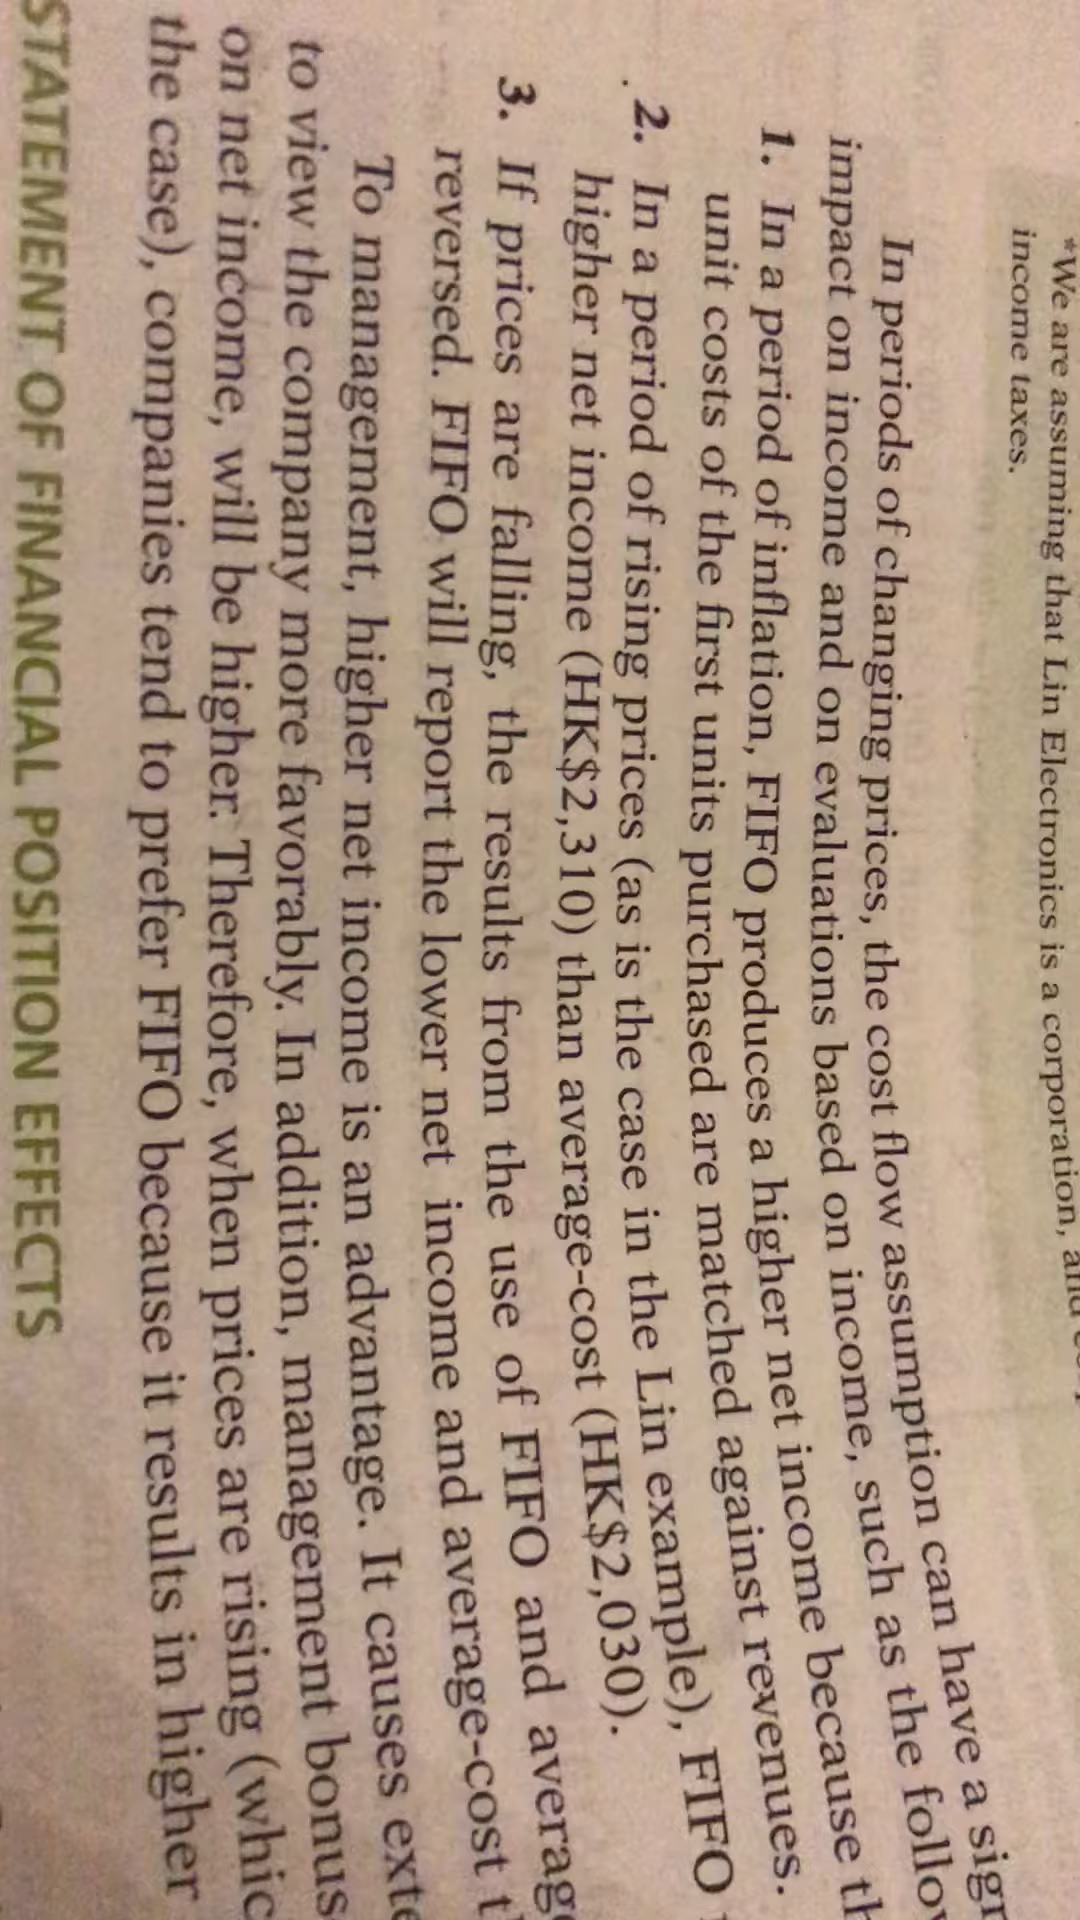 *We are assuming that Lin Electronics is a corporation, and
income taxes.
In periods of changing prices, the cost flow assumption can have a
impact on income and on evaluations based on income, such as the
1. In a period of inflation, FIFO produces a higher net income because
unit costs of the first units purchased are matched against revenues.
2. In a period of rising prices (as is the case in the Lin example), FIFO
higher net income (HK$2,310) than average-cost (HK$2,030).
3. If prices are falling, the results from the use of FIFO and
reversed. FIFO will report the lower net income and average-cost
To management, higher net income is an advantage. It causes
to view the company more favorably. In addition, management
on net income, will be higher. Therefore, when prices are rising
the case), companies tend to prefer FIFO because it results in higher
STATEMENT OF FINANCIAL POSITION EFFECTS